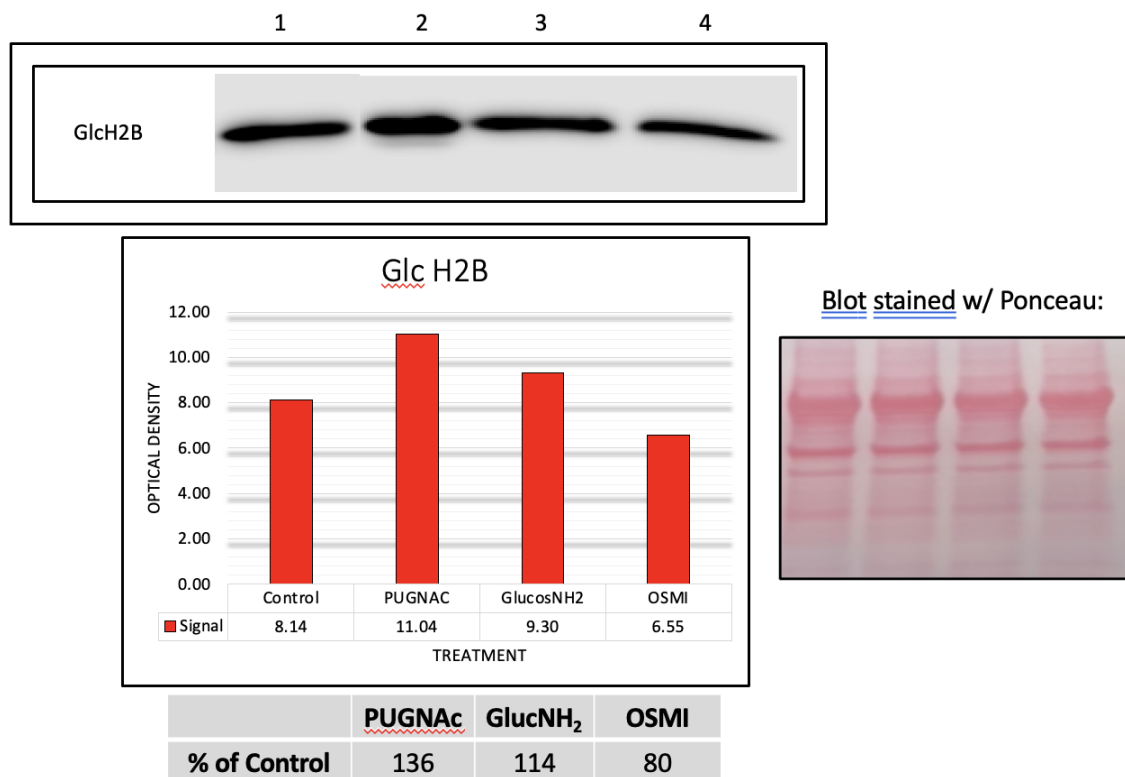 1 2 3 4
GlcH2B
Glc H2B
Blot stained w/ Ponceau:
12.00
10.00
8.00
6.00
4.00
2.00
0.00
OPTICAL DENSITY
Control PUGNAC GlucosNH2 OSMI
Signal 8.14 11.04 9.30 6.55
TREATMENT
PUGNAc GlucNH₂ OSMI
% of Control 136 114 80